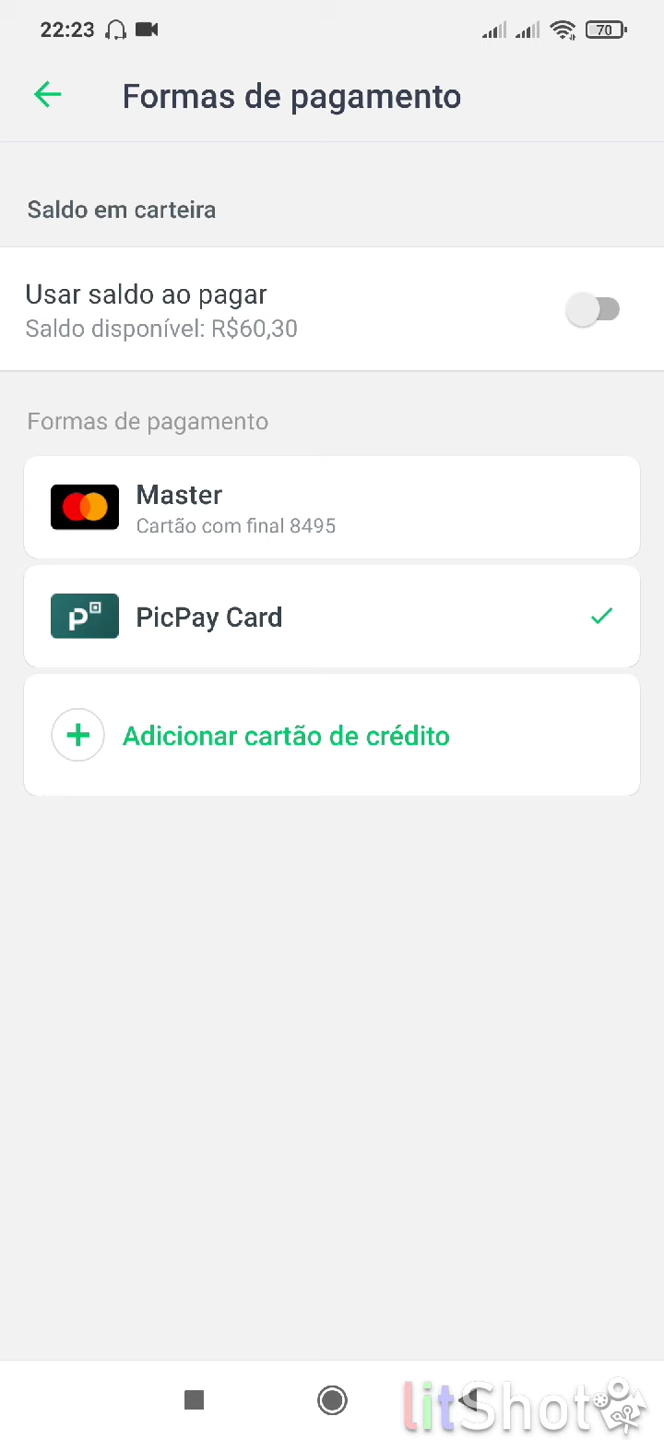 22:23
70
Formas de pagamento
Saldo em carteira
Usar saldo ao pagar
Saldo disponível: R$60,30
Formas de pagamento
Master
Cartão com final 8495
P
PicPay Card
Adicionar cartão de crédito
litShot